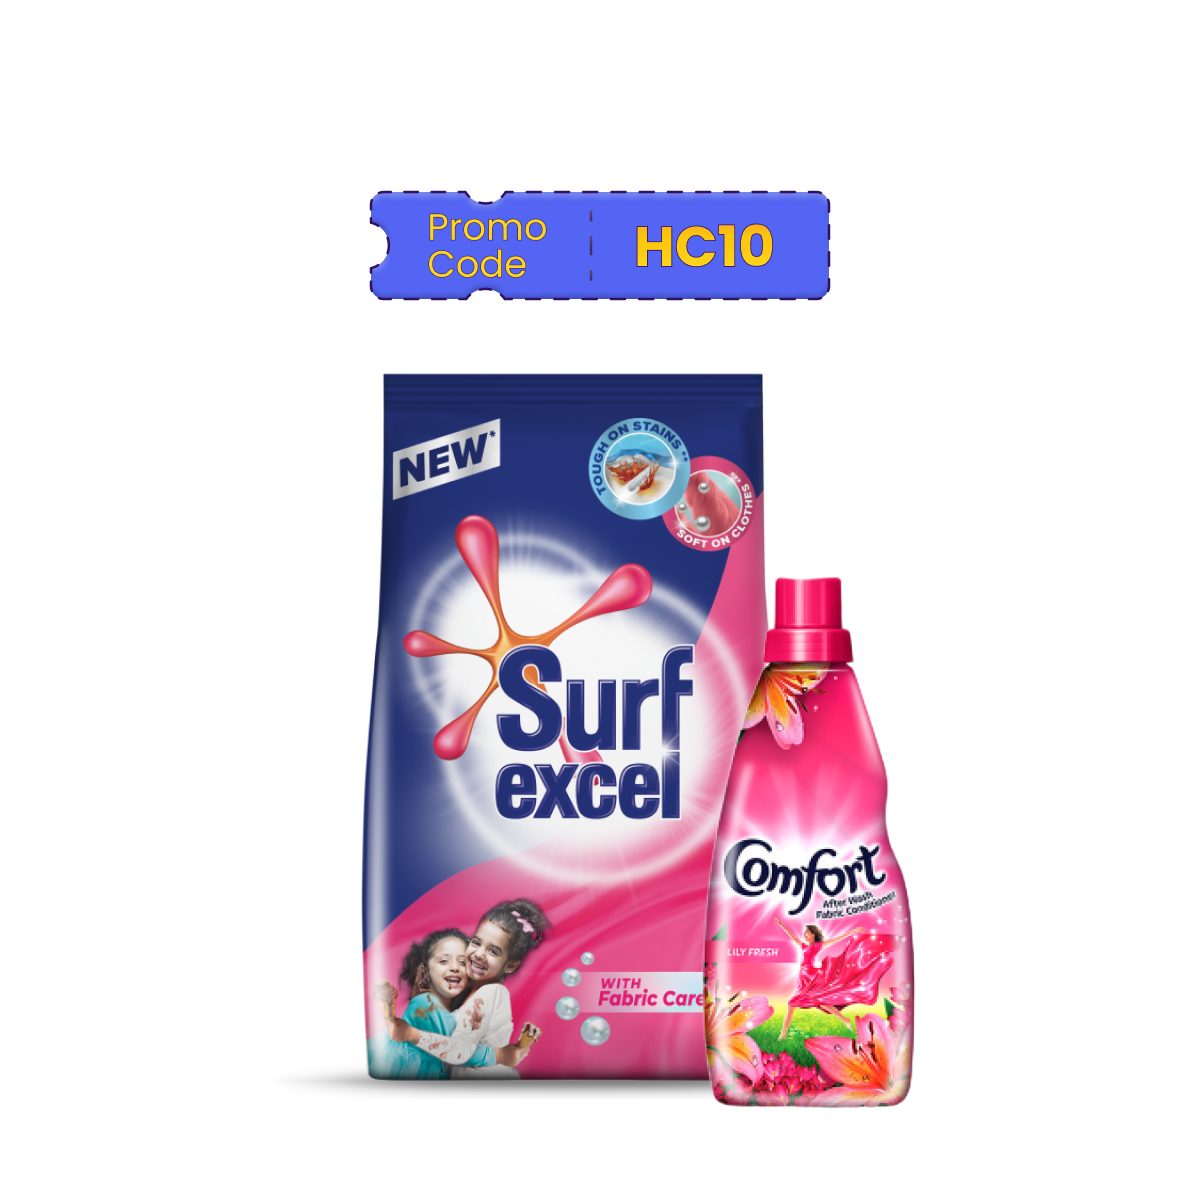 Promo
Code
HC10
NEW*
TOUGH ON STAINS
SOFT ON CLOTHES
Surf
excel
WITH
Fabric Care
Comfort
After Wash
Fabric Conditioner
LILY FRESH